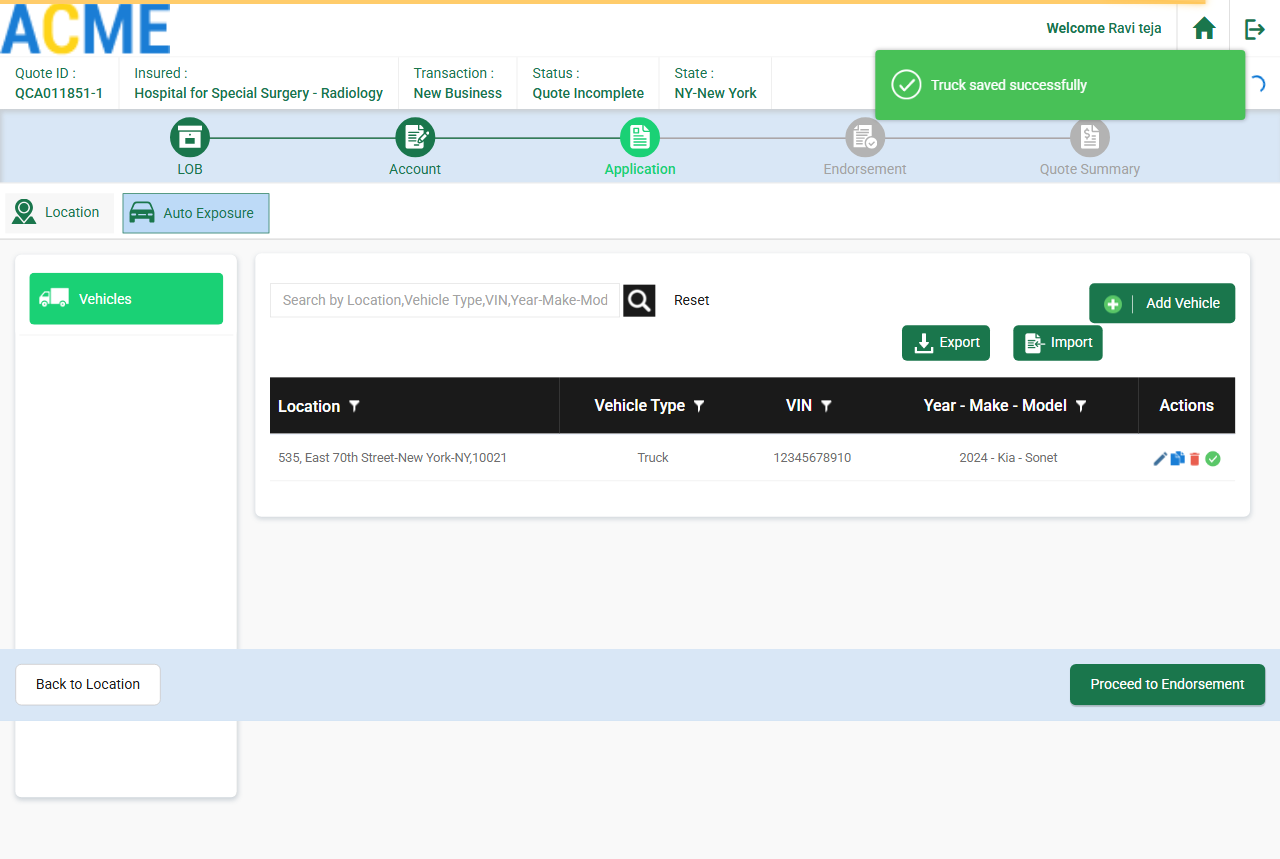 ACME
Welcome Ravi teja
Quote ID :
QCA011851-1
Insured :
Hospital for Special Surgery - Radiology
Transaction :
New Business
Status :
Quote Incomplete
State :
NY-New York
Truck saved successfully
LOB
Account
Application
Endorsement
Quote Summary
Location
Auto Exposure
Vehicles
Search by Location,Vehicle Type,VIN,Year-Make-Mod
Reset
Add Vehicle
Export
Import
Location
Vehicle Type
VIN
Year - Make - Model
Actions
535, East 70th Street-New York-NY,10021
Truck
12345678910
2024 - Kia - Sonet
Back to Location
Proceed to Endorsement